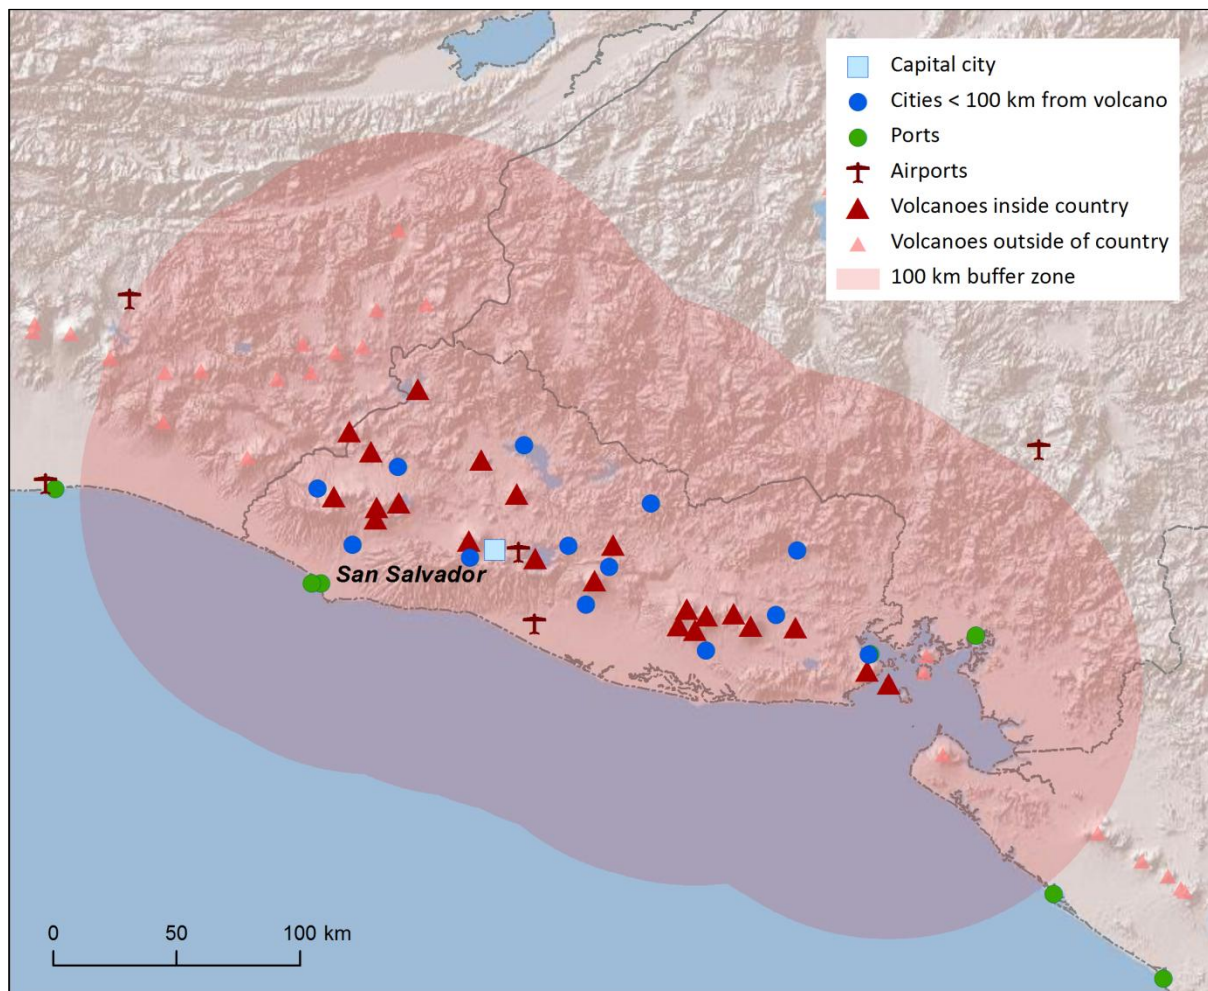 Capital city
Cities < 100 km from volcano
Ports
Airports
Volcanoes inside country
Volcanoes outside of country
100 km buffer zone
San Salvador
0 50 100 km